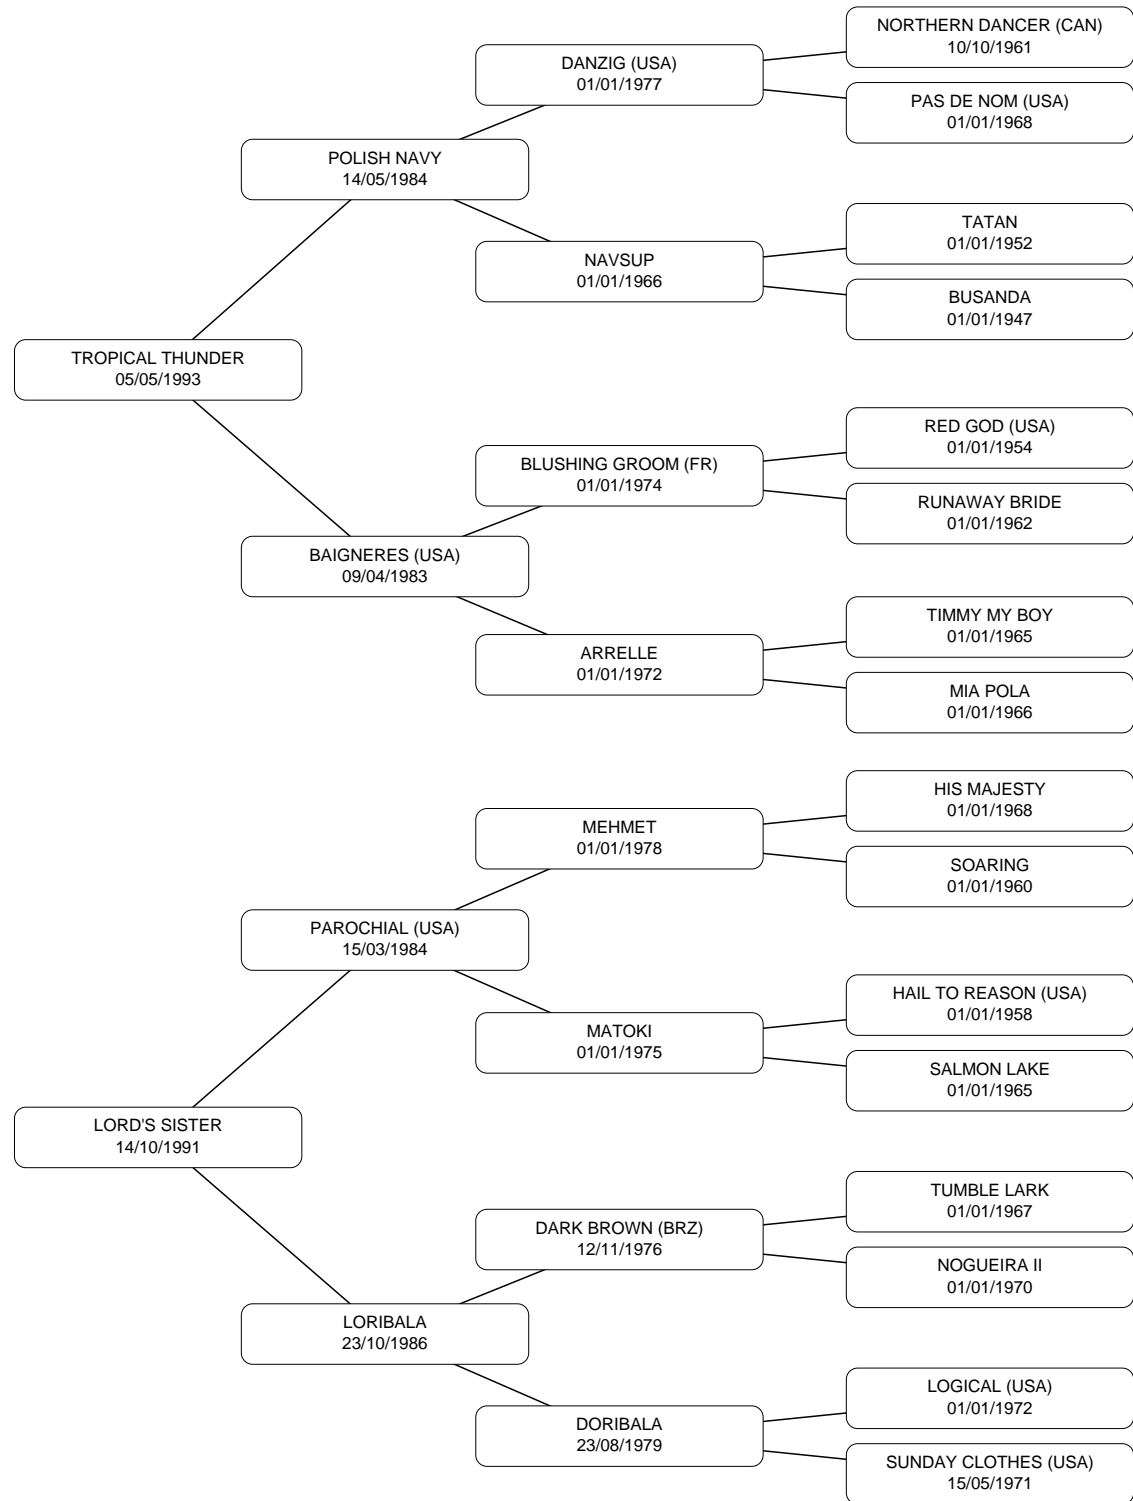 NORTHERN DANCER (CAN)
10/10/1961
DANZIG (USA)
01/01/1977
PAS DE NOM (USA)
01/01/1968
POLISH NAVY
14/05/1984
TATAN
01/01/1952
NAVSUP
01/01/1966
BUSANDA
01/01/1947
TROPICAL THUNDER
05/05/1993
RED GOD (USA)
01/01/1954
BLUSHING GROOM (FR)
01/01/1974
RUNAWAY BRIDE
01/01/1962
BAIGNERES (USA)
09/04/1983
TIMMY MY BOY
01/01/1965
ARRELLE
01/01/1972
MIA POLA
01/01/1966
HIS MAJESTY
01/01/1968
MEHMET
01/01/1978
SOARING
01/01/1960
PAROCHIAL (USA)
15/03/1984
HAIL TO REASON (USA)
01/01/1958
MATOKI
01/01/1975
SALMON LAKE
01/01/1965
LORD'S SISTER
14/10/1991
TUMBLE LARK
01/01/1967
DARK BROWN (BRZ)
12/11/1976
NOGUEIRA II
01/01/1970
LORIBALA
23/10/1986
LOGICAL (USA)
01/01/1972
DORIBALA
23/08/1979
SUNDAY CLOTHES (USA)
15/05/1971